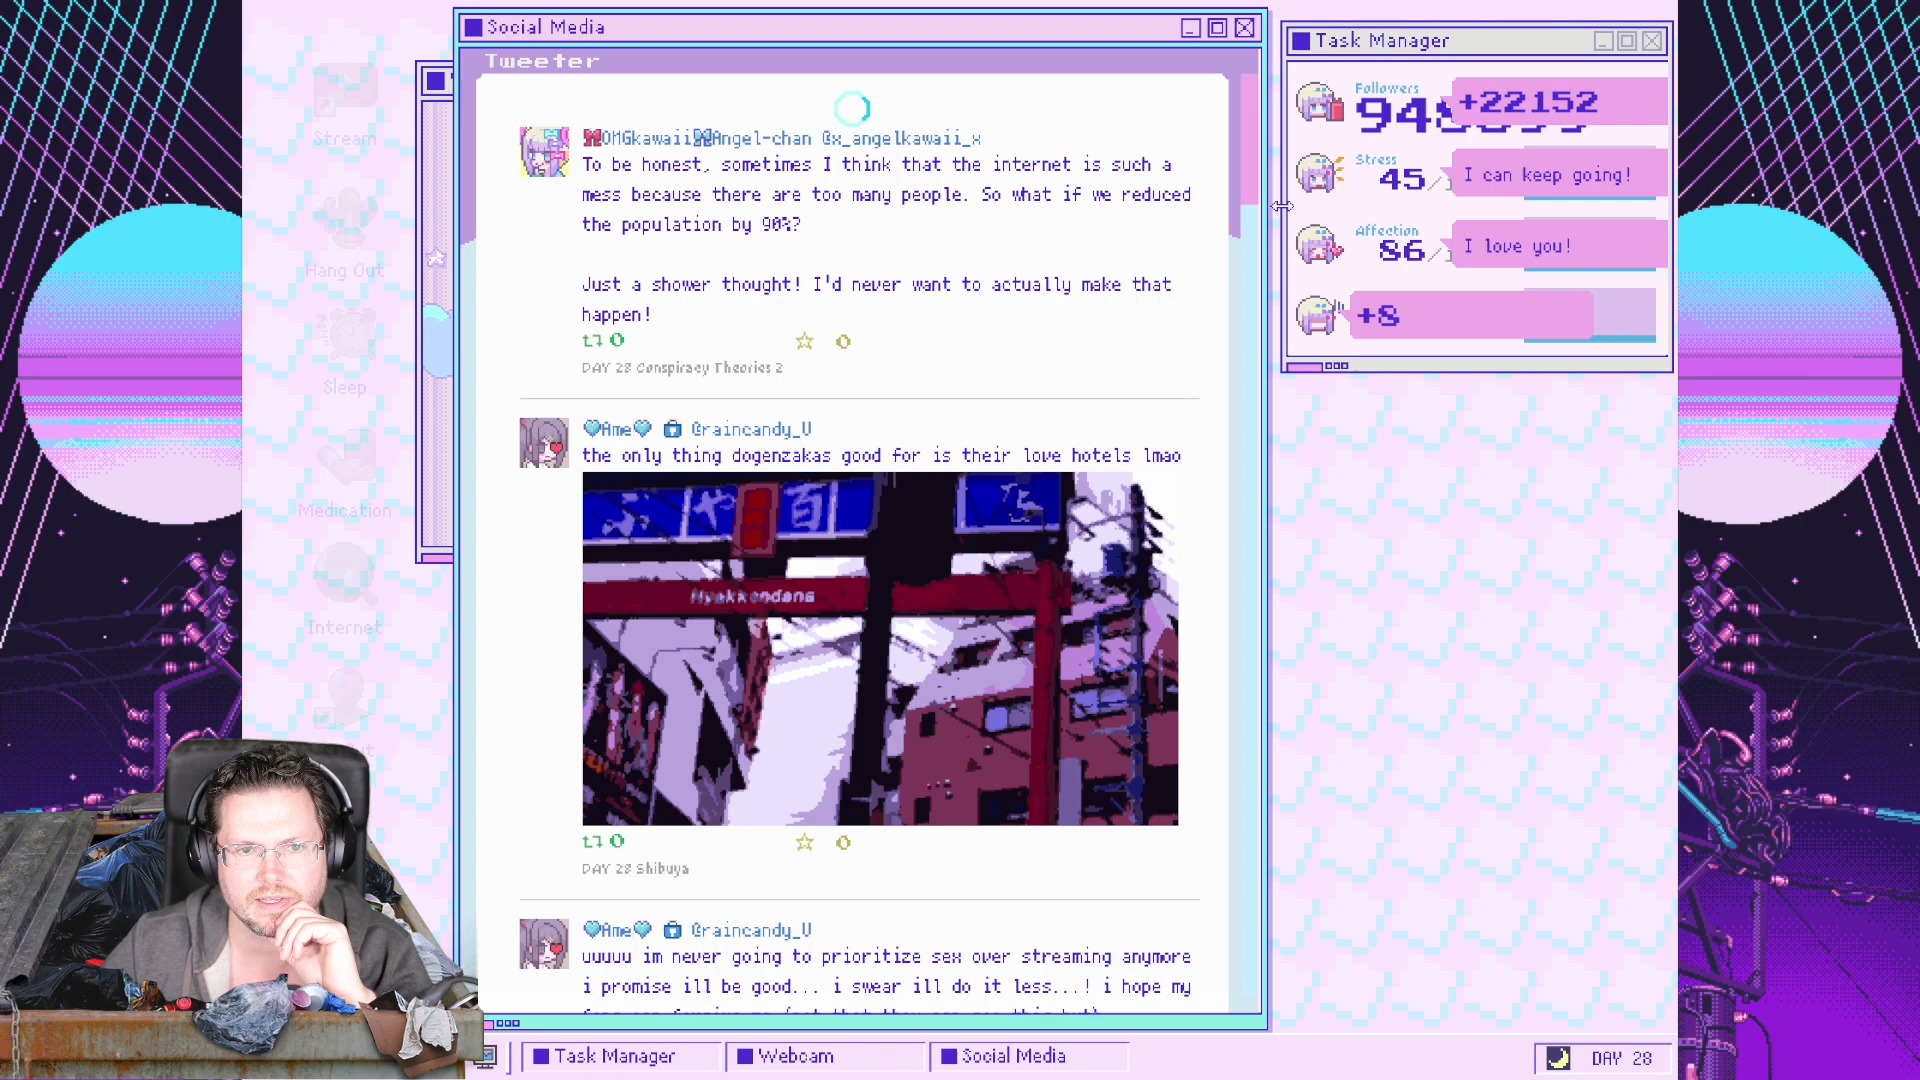 Social Media
Task Manager
Tweeter
Followers
+22152
Stress
45/
I can keep going!
Affection
86/
I love you!
+8
Stream
Hang Out
Sleep
Medication
Internet
OMGkawaii Angel-chan @x_angelkawaii_x
To be honest, sometimes I think that the internet is such a
mess because there are too many people. So what if we reduced
the population by 90%?
Just a shower thought! I'd never want to actually make that
happen!
0
0
DAY 28 Conspiracy Theories 2
Ame @raincandy_U
the only thing dogenzakas good for is their love hotels lmao
百
Hyakkendana
0
0
DAY 28 Shibuya
Ame @raincandy_U
uuuuu im never going to prioritize sex over streaming anymore
i promise ill be good... i swear ill do it less...! i hope my
Task Manager
Webcam
Social Media
DAY 28